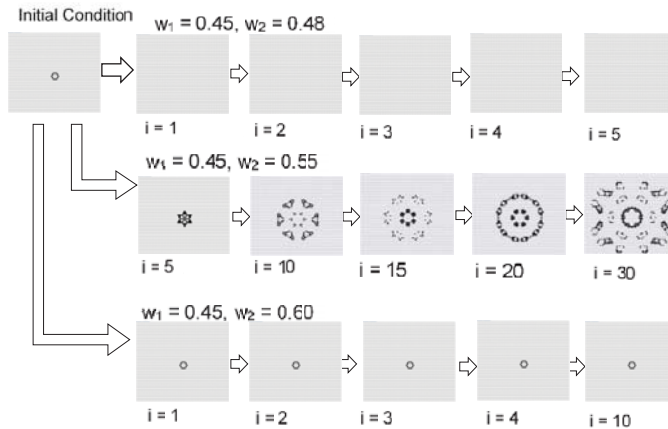 Initial Condition
w₁ = 0.45, w₂ = 0.48
i = 1
i = 2
i = 3
i = 4
i = 5
w₁ = 0.45, w₂ = 0.55
i = 5
i = 10
i = 15
i = 20
i = 30
w₁ = 0.45, w₂ = 0.60
i = 1
i = 2
i = 3
i = 4
i = 10